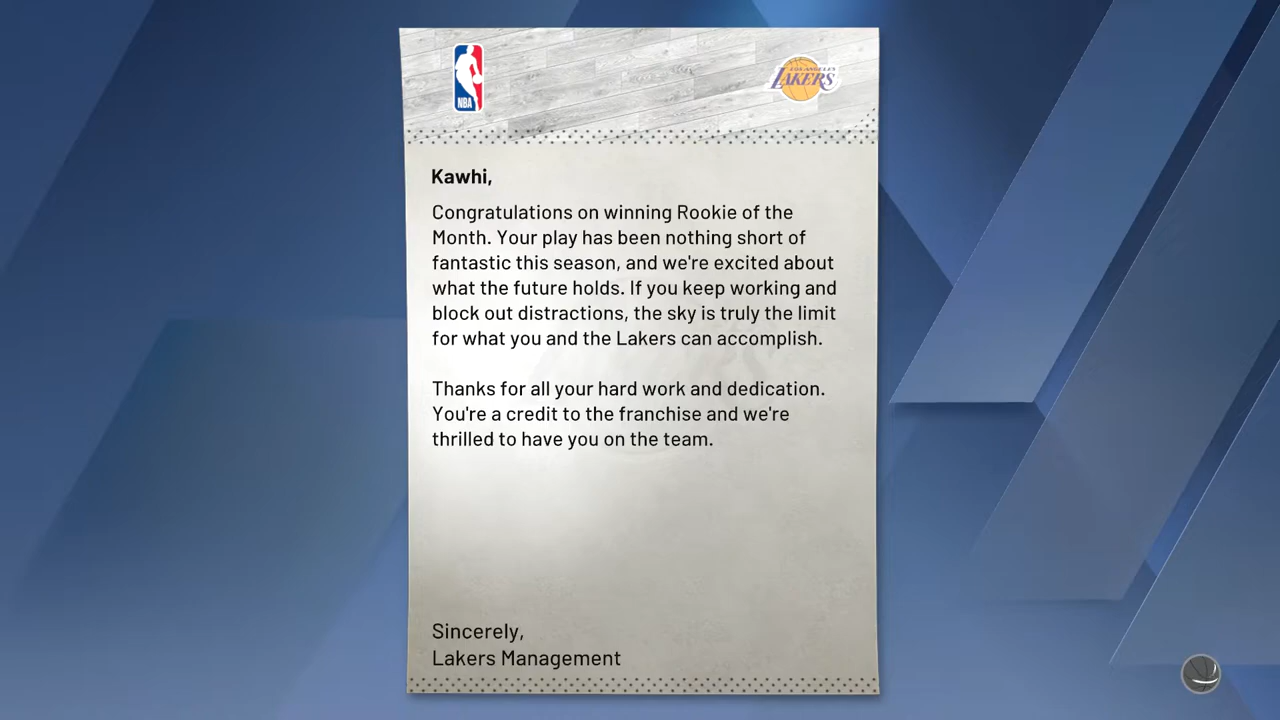 NBA
LOS ANGELES
LAKERS
Kawhi,
Congratulations on winning Rookie of the
Month. Your play has been nothing short of
fantastic this season, and we're excited about
what the future holds. If you keep working and
block out distractions, the sky is truly the limit
for what you and the Lakers can accomplish.
Thanks for all your hard work and dedication.
You're a credit to the franchise and we're
thrilled to have you on the team.
Sincerely,
Lakers Management